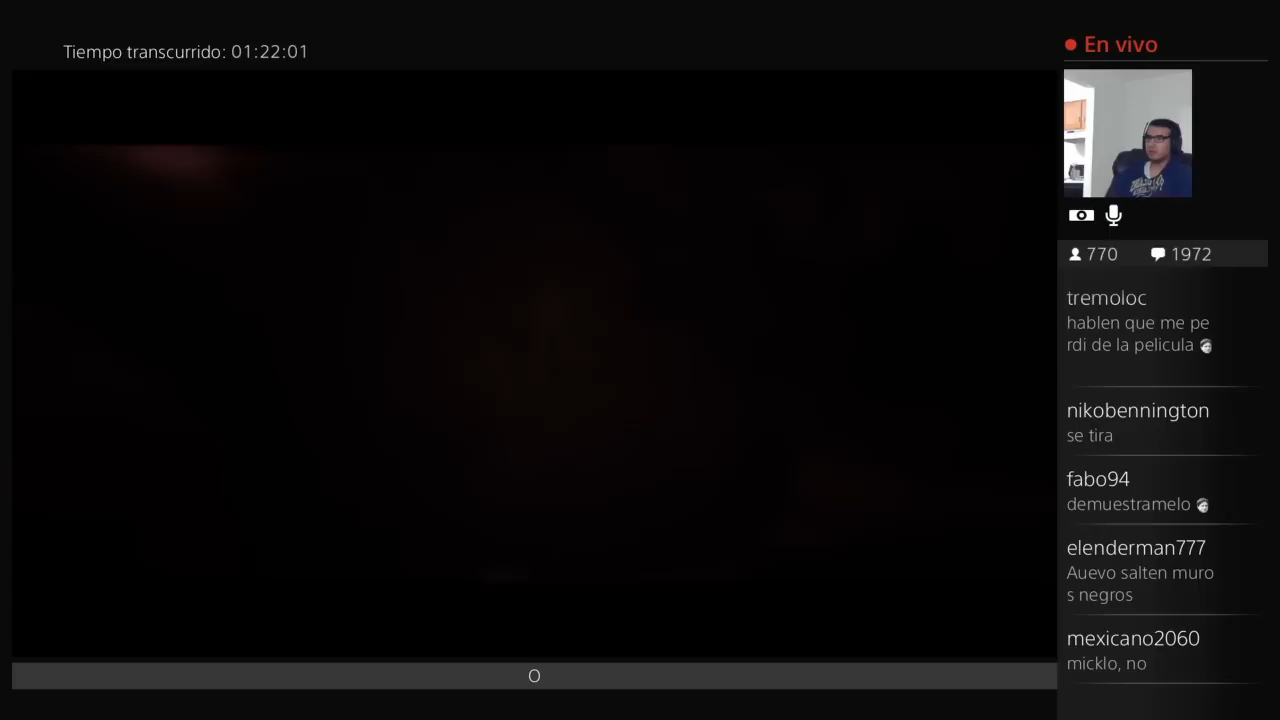 Tiempo transcurrido: 01:22:01
En vivo
770 1972
tremoloc
hablen que me pe
rdi de la pelicula
nikobennington
se tira
fabo94
demuestramelo
elenderman777
Auevo salten muro
s negros
mexicano2060
micklo, no
O